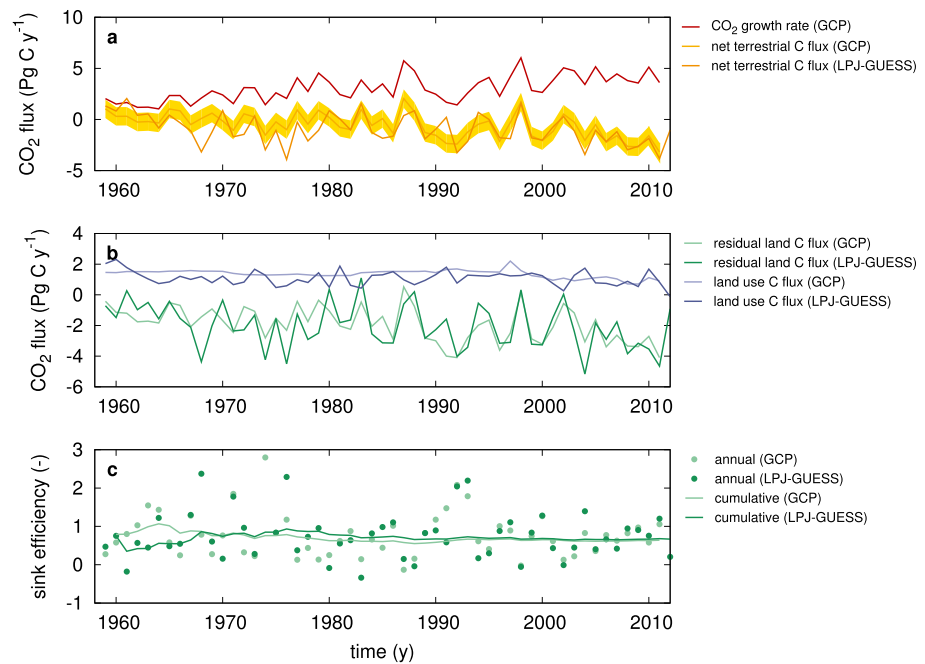 10
5
0
-5
CO2 flux (Pg C y-1)
a
1960 1970 1980 1990 2000 2010
CO2 growth rate (GCP)
net terrestrial C flux (GCP)
net terrestrial C flux (LPJ-GUESS)
4
2
0
-2
-4
-6
CO2 flux (Pg C y-1)
b
1960 1970 1980 1990 2000 2010
residual land C flux (GCP)
residual land C flux (LPJ-GUESS)
land use C flux (GCP)
land use C flux (LPJ-GUESS)
3
2
1
0
-1
sink efficiency (-)
c
1960 1970 1980 1990 2000 2010
time (y)
annual (GCP)
annual (LPJ-GUESS)
cumulative (GCP)
cumulative (LPJ-GUESS)